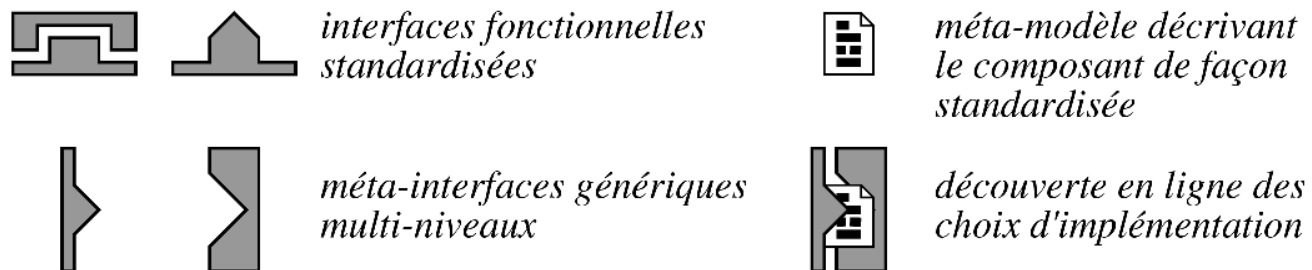 interfaces fonctionnelles
standardisées
méta-modèle décrivant
le composant de façon
standardisée
méta-interfaces génériques
multi-niveaux
découverte en ligne des
choix d'implémentation